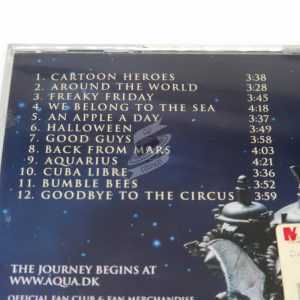 1. CARTOON HEROES 3:38
2. AROUND THE WORLD 3:28
3. FREAKY FRIDAY 3:45
4. WE BELONG TO THE SEA 4:18
5. AN APPLE A DAY 3:41
6. HALLOWEEN 3:49
7. GOOD GUYS 3:58
8. BACK FROM MARS 4:03
9. AQUARIUS 4:21
10. CUBA LIBRE 3:36
11. BUMBLE BEES 3:52
12. GOODBYE TO THE CIRCUS 3:59
THE JOURNEY BEGINS AT
WWW.AQUA.DK
OFFICIAL FAN CLUB & FAN MERCHANDISE